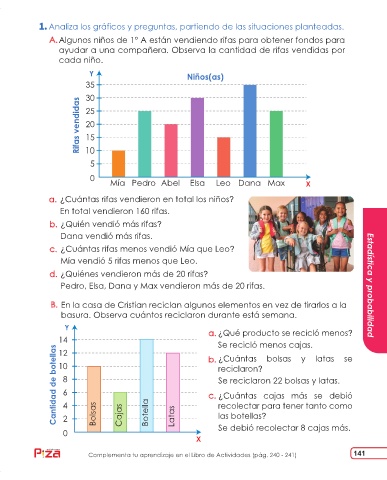 1. Analiza los gráficos y preguntas, partiendo de las situaciones planteadas.
A. Algunos niños de 1° A están vendiendo rifas para obtener fondos para
ayudar a una compañera. Observa la cantidad de rifas vendidas por
cada niño.
Y
Niños(as)
Rifas vendidas
35
30
25
20
15
10
5
0
Mía Pedro Abel Elsa Leo Dana Max X
a. ¿Cuántas rifas vendieron en total los niños?
En total vendieron 160 rifas.
b. ¿Quién vendió más rifas?
Dana vendió más rifas.
c. ¿Cuántas rifas menos vendió Mía que Leo?
Mía vendió 5 rifas menos que Leo.
d. ¿Quiénes vendieron más de 20 rifas?
Pedro, Elsa, Dana y Max vendieron más de 20 rifas.
Estadística y probabilidad
B. En la casa de Cristian reciclan algunos elementos en vez de tirarlos a la
basura. Observa cuántos reciclaron durante está semana.
Y
Cantidad de botellas
14
12
10
8
6
4
2
0
Bolsas
Cajas
Botella
Latas
X
a. ¿Qué producto se recicló menos?
Se recicló menos cajas.
b. ¿Cuántas bolsas y latas se
reciclaron?
Se reciclaron 22 bolsas y latas.
c. ¿Cuántas cajas más se debió
recolectar para tener tanto como
las botellas?
Se debió recolectar 8 cajas más.
Complementa tu aprendizaje en el Libro de Actividades (pág. 240 - 241)
141